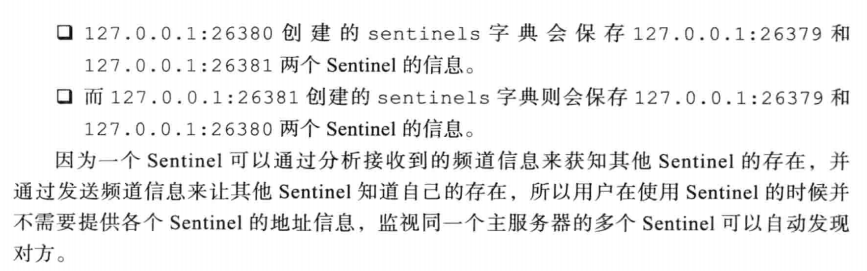 ❑ 127.0.0.1:26380 创建的 sentinels 字典会保存 127.0.0.1:26379 和
127.0.0.1:26381 两个 Sentinel 的信息。
❑ 而 127.0.0.1:26381 创建的 sentinels 字典则会保存 127.0.0.1:26379 和
127.0.0.1:26380 两个 Sentinel 的信息。
因为一个 Sentinel 可以通过分析接收到的频道信息来获知其他 Sentinel 的存在，并
通过发送频道信息来让其他 Sentinel 知道自己的存在，所以用户在使用 Sentinel 的时候并
不需要提供各个 Sentinel 的地址信息，监视同一个主服务器的多个 Sentinel 可以自动发现
对方。